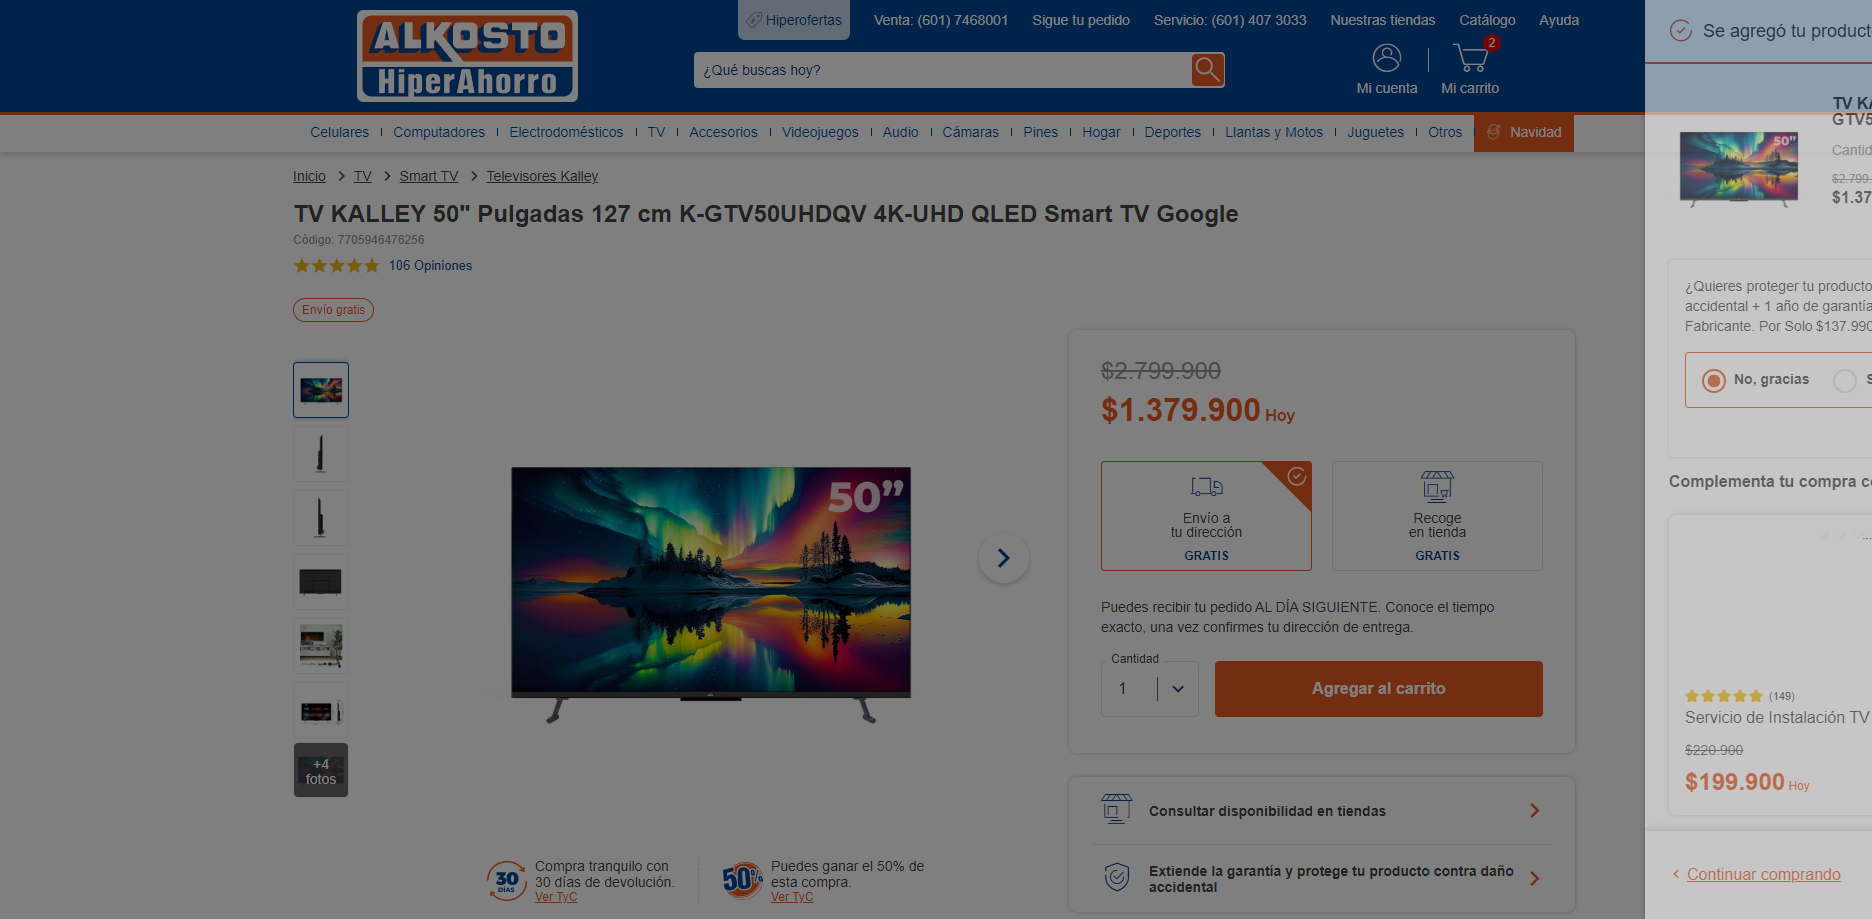 Hiperofertas
Venta: (601) 7468001
Sigue tu pedido
Servicio: (601) 407 3033
Nuestras tiendas
Catálogo
Ayuda
ALKOSTO
HiperAhorro
¿Qué buscas hoy?
Mi cuenta
2
Mi carrito
Celulares
Computadores
Electrodomésticos
TV
Accesorios
Videojuegos
Audio
Cámaras
Pines
Hogar
Deportes
Llantas y Motos
Juguetes
Otros
Navidad
Inicio > TV > Smart TV > Televisores Kalley
TV KALLEY 50" Pulgadas 127 cm K-GTV50UHDQV 4K-UHD QLED Smart TV Google
Código: 7705946476256
106 Opiniones
Envío gratis
+4
fotos
50”
30
DÍAS
Compra tranquilo con
30 días de devolución.
Ver TyC
50%
Puedes ganar el 50% de
esta compra.
Ver TyC
$2.799.900
$1.379.900 Hoy
Envío a
tu dirección
GRATIS
Recoge
en tienda
GRATIS
Puedes recibir tu pedido AL DÍA SIGUIENTE. Conoce el tiempo
exacto, una vez confirmes tu dirección de entrega.
Cantidad
1
Agregar al carrito
Consultar disponibilidad en tiendas
Extiende la garantía y protege tu producto contra daño
accidental
Se agregó tu product
TV KA
GTV5
50”
Cantid
$2.799.
$1.37
¿Quieres proteger tu producto
accidental + 1 año de garantía
Fabricante. Por Solo $137.990
No, gracias
S
Complementa tu compra c
...
(149)
Servicio de Instalación TV
$220.900
$199.900 Hoy
< Continuar comprando